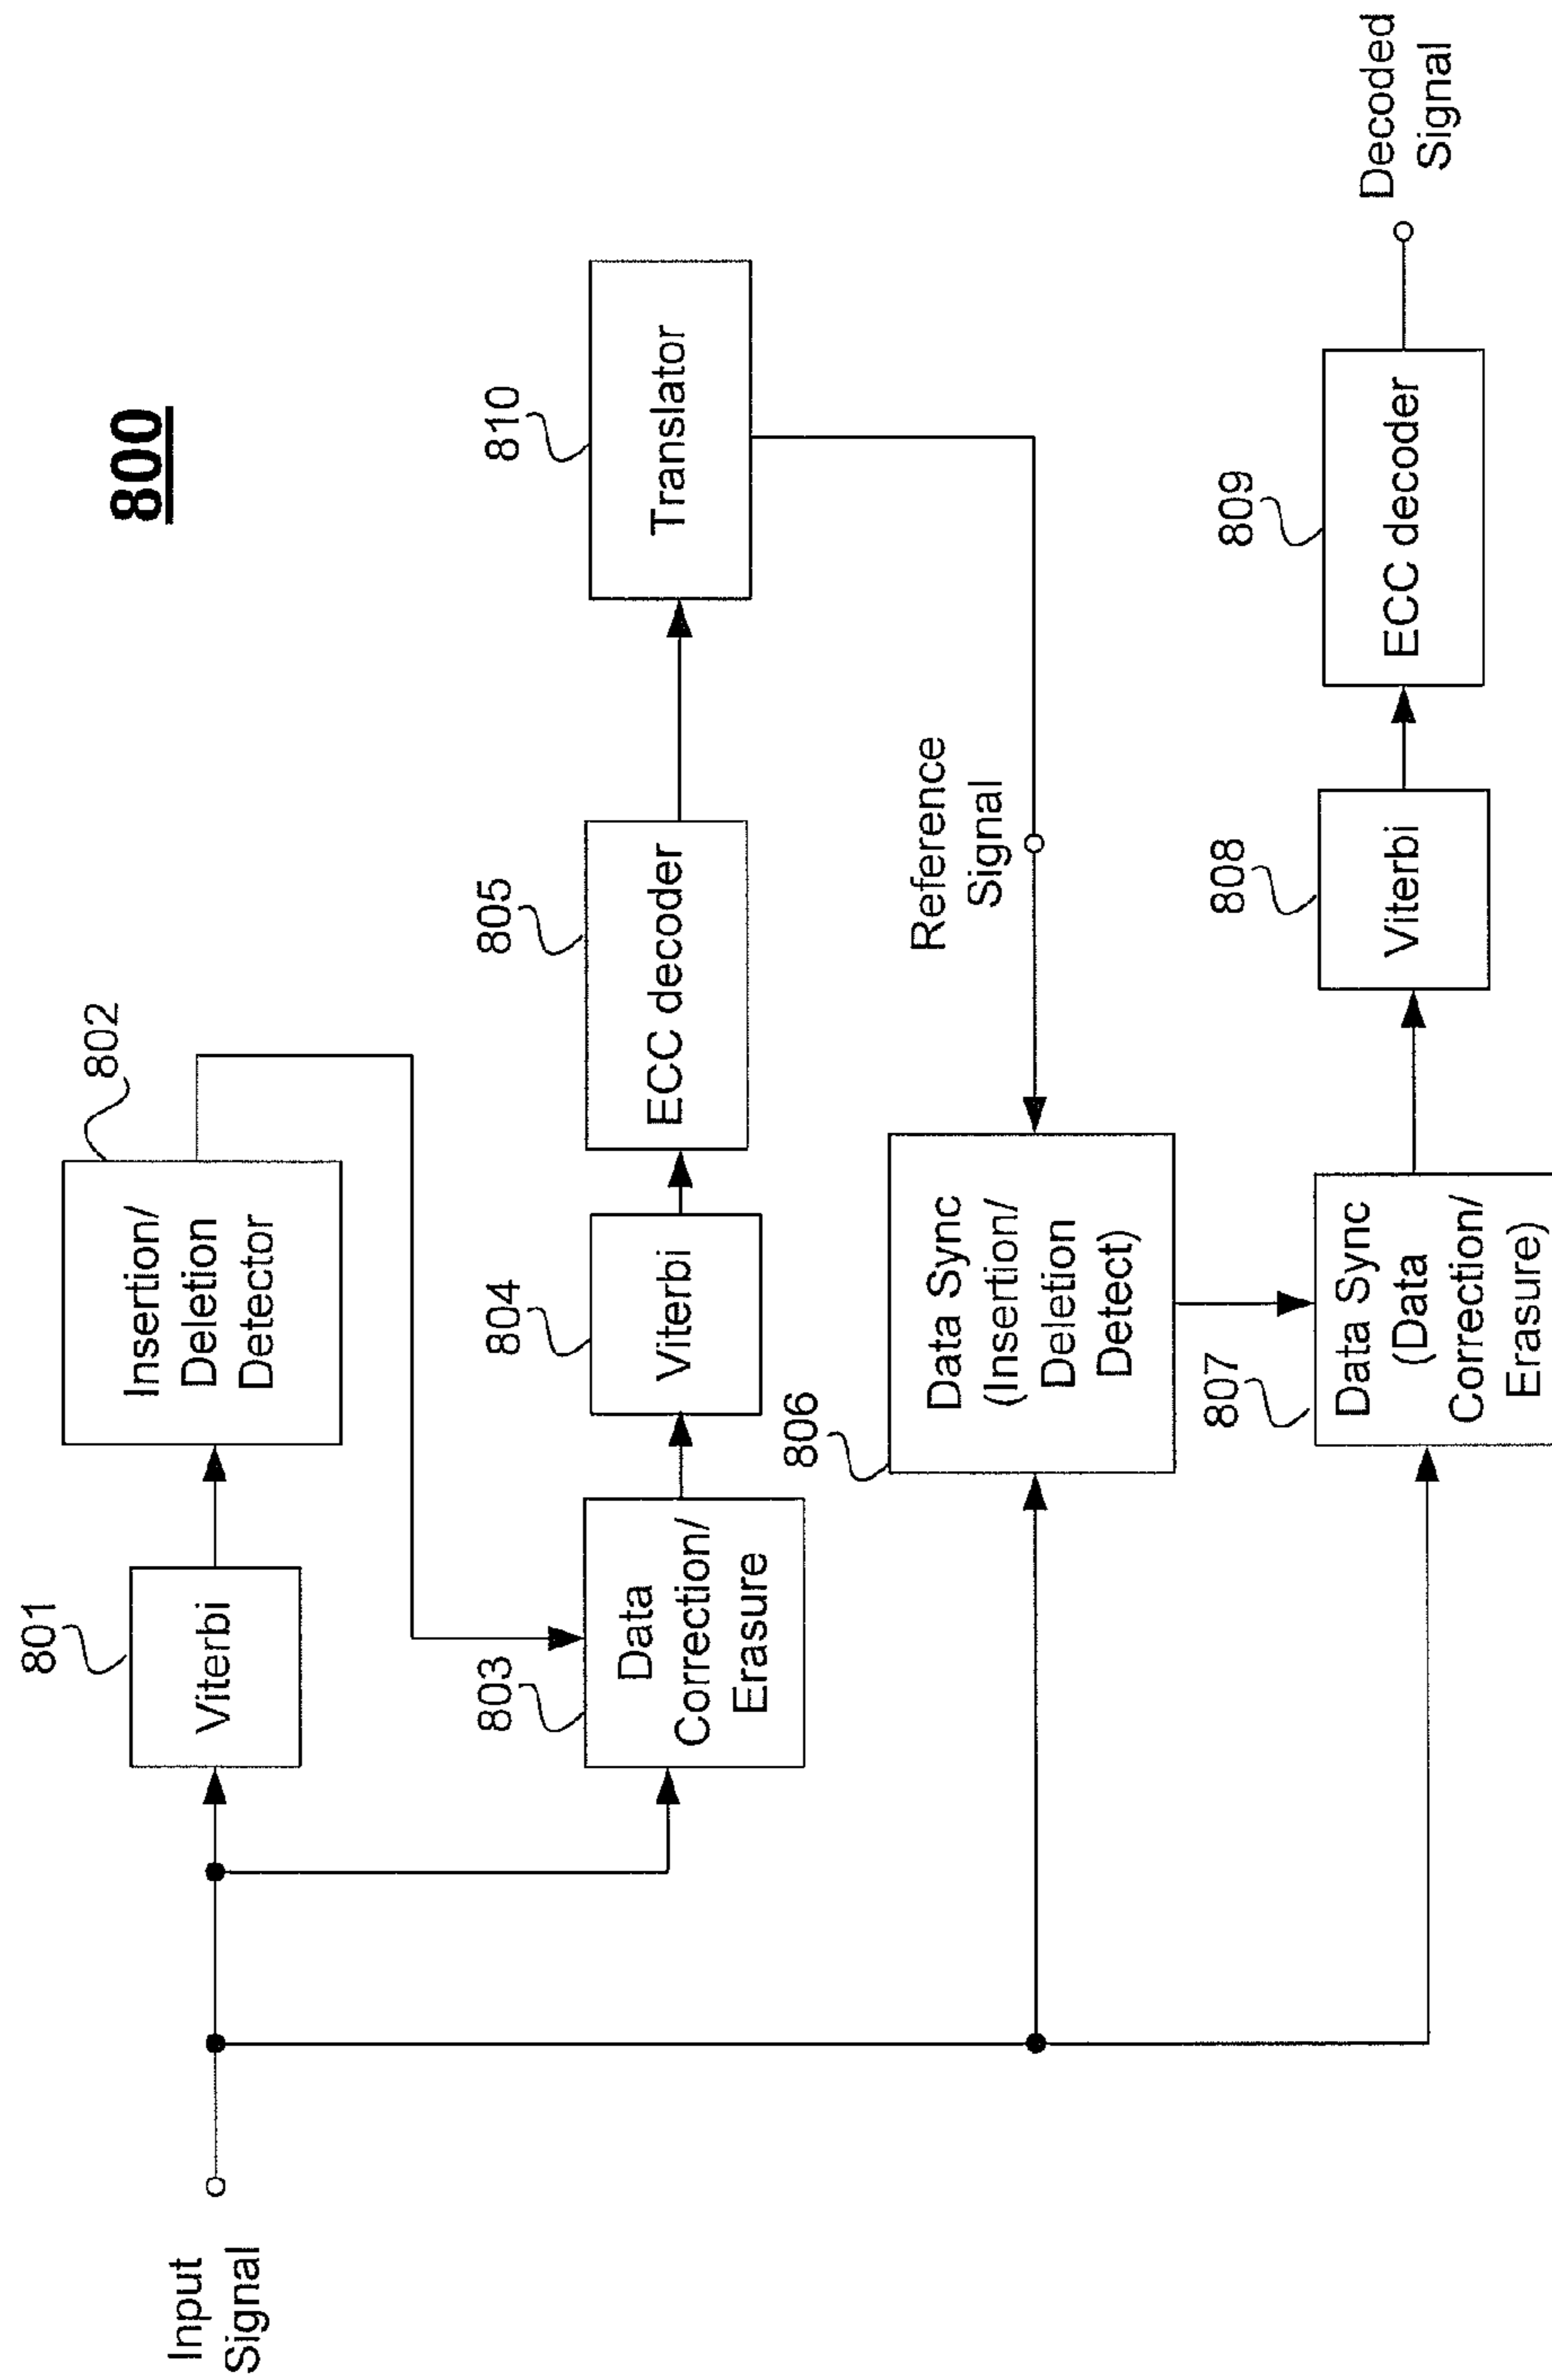 800
Input
Signal
801
Viterbi
802
Insertion/
Deletion
Detector
803
Data
Correction/
Erasure
804
Viterbi
805
ECC decoder
810
Translator
Reference
Signal
806
Data Sync
(Insertion/
Deletion
Detect)
807
Data Sync
(Data
Correction/
Erasure)
808
Viterbi
809
ECC decoder
Decoded
Signal